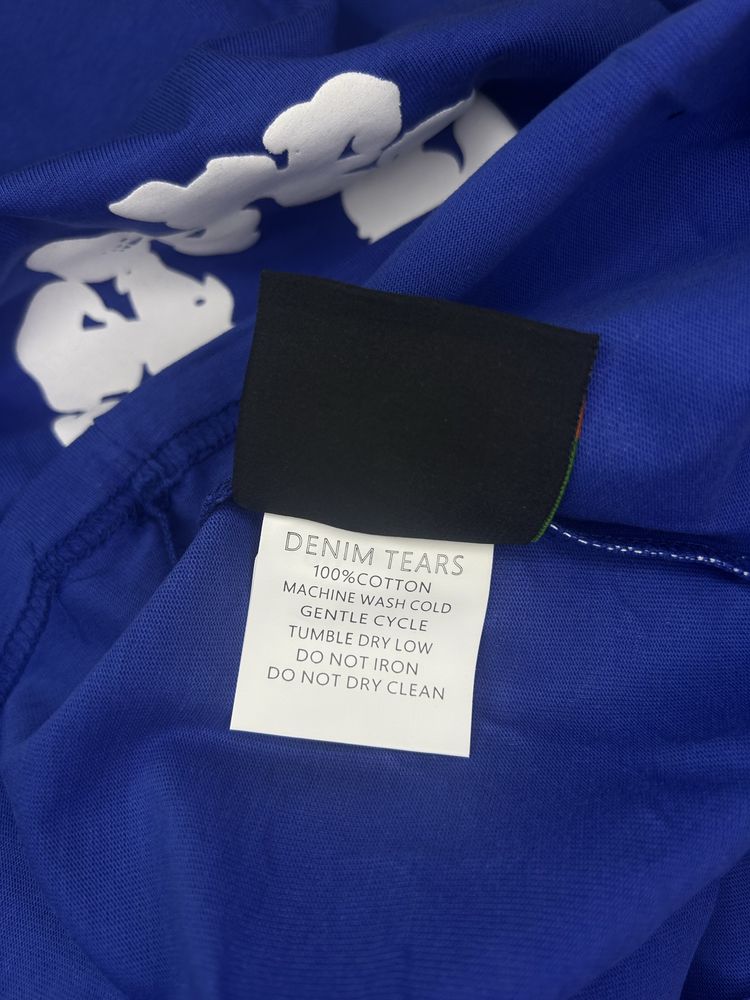 DENIM TEARS
100%COTTON
MACHINE WASH COLD
GENTLE CYCLE
TUMBLE DRY LOW
DO NOT IRON
DO NOT DRY CLEAN